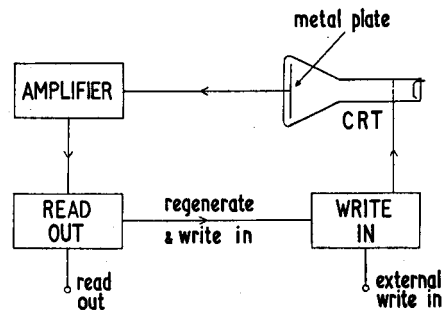 metal plate
AMPLIFIER
CRT
READ
OUT
regenerate
& write in
WRITE
IN
read
out
external
write in